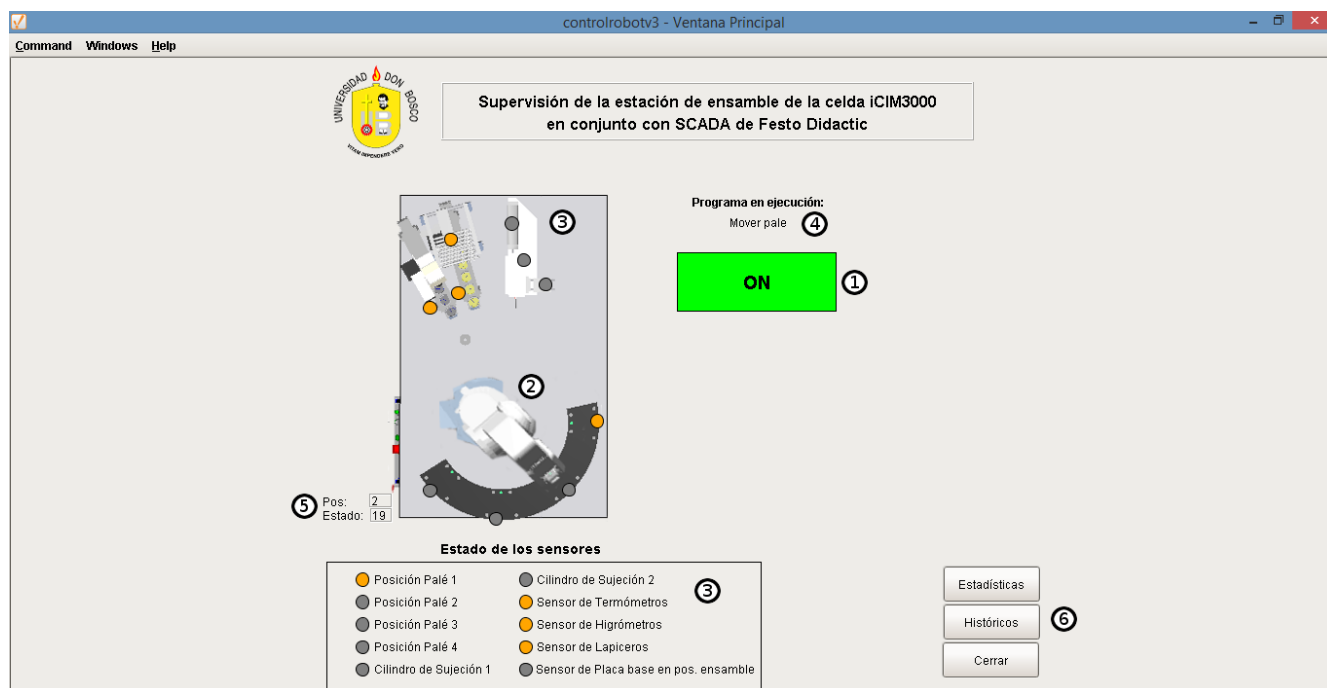 controlrobotv3 - Ventana Principal
Command Windows Help
UNIVERSIDAD DON BOSCO
Supervisión de la estación de ensamble de la celda iCIM3000
en conjunto con SCADA de Festo Didactic
3
Programa en ejecución:
Mover pale 4
ON 1
2
5 Pos: 2
Estado: 19
Estado de los sensores
Posición Palé 1 Cilindro de Sujeción 2 3
Posición Palé 2 Sensor de Termómetros
Posición Palé 3 Sensor de Higrómetros
Posición Palé 4 Sensor de Lapiceros
Cilindro de Sujeción 1 Sensor de Placa base en pos. ensamble
Estadísticas
Históricos 6
Cerrar